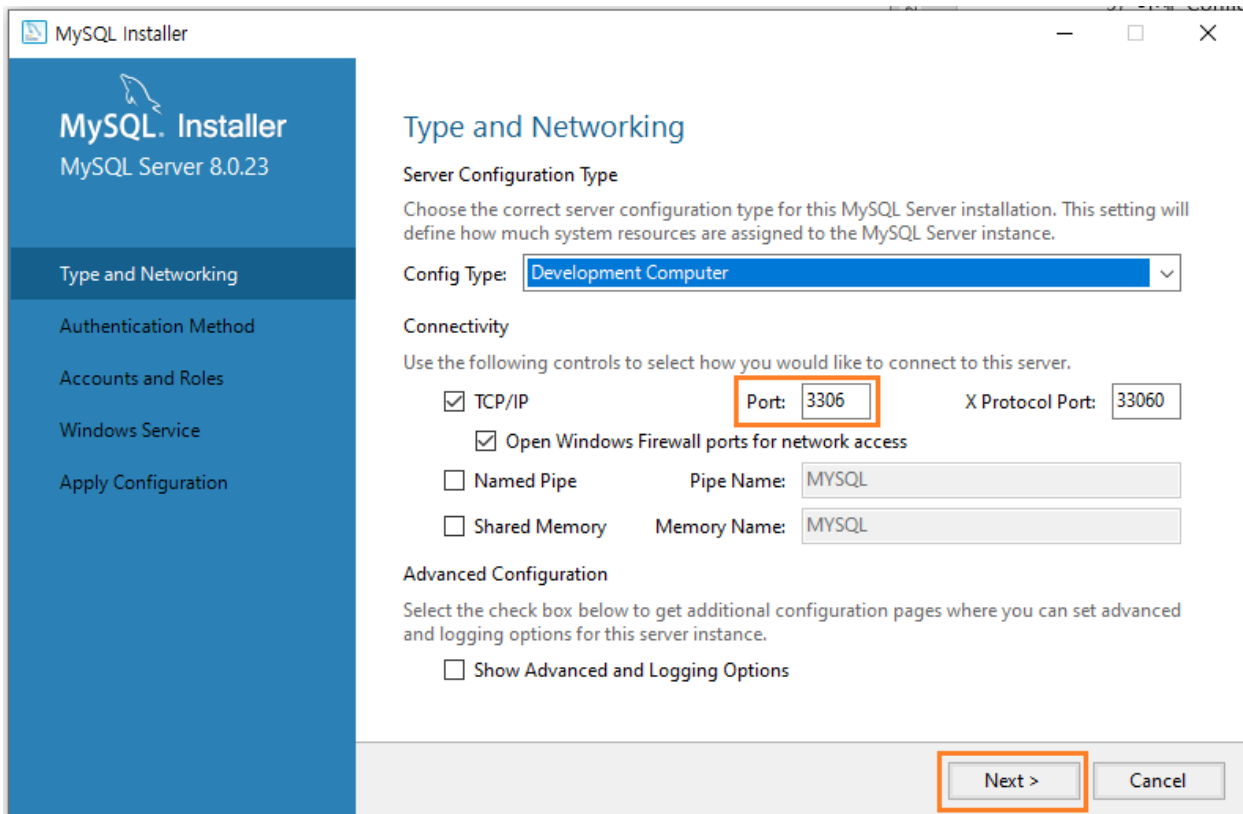 MySQL Installer
MySQL. Installer
MySQL Server 8.0.23
Type and Networking
Authentication Method
Accounts and Roles
Windows Service
Apply Configuration
Type and Networking
Server Configuration Type
Choose the correct server configuration type for this MySQL Server installation. This setting will
define how much system resources are assigned to the MySQL Server instance.
Config Type: Development Computer
Connectivity
Use the following controls to select how you would like to connect to this server.
TCP/IP Port: 3306 X Protocol Port: 33060
Open Windows Firewall ports for network access
Named Pipe Pipe Name: MYSQL
Shared Memory Memory Name: MYSQL
Advanced Configuration
Select the check box below to get additional configuration pages where you can set advanced
and logging options for this server instance.
Show Advanced and Logging Options
Next > Cancel